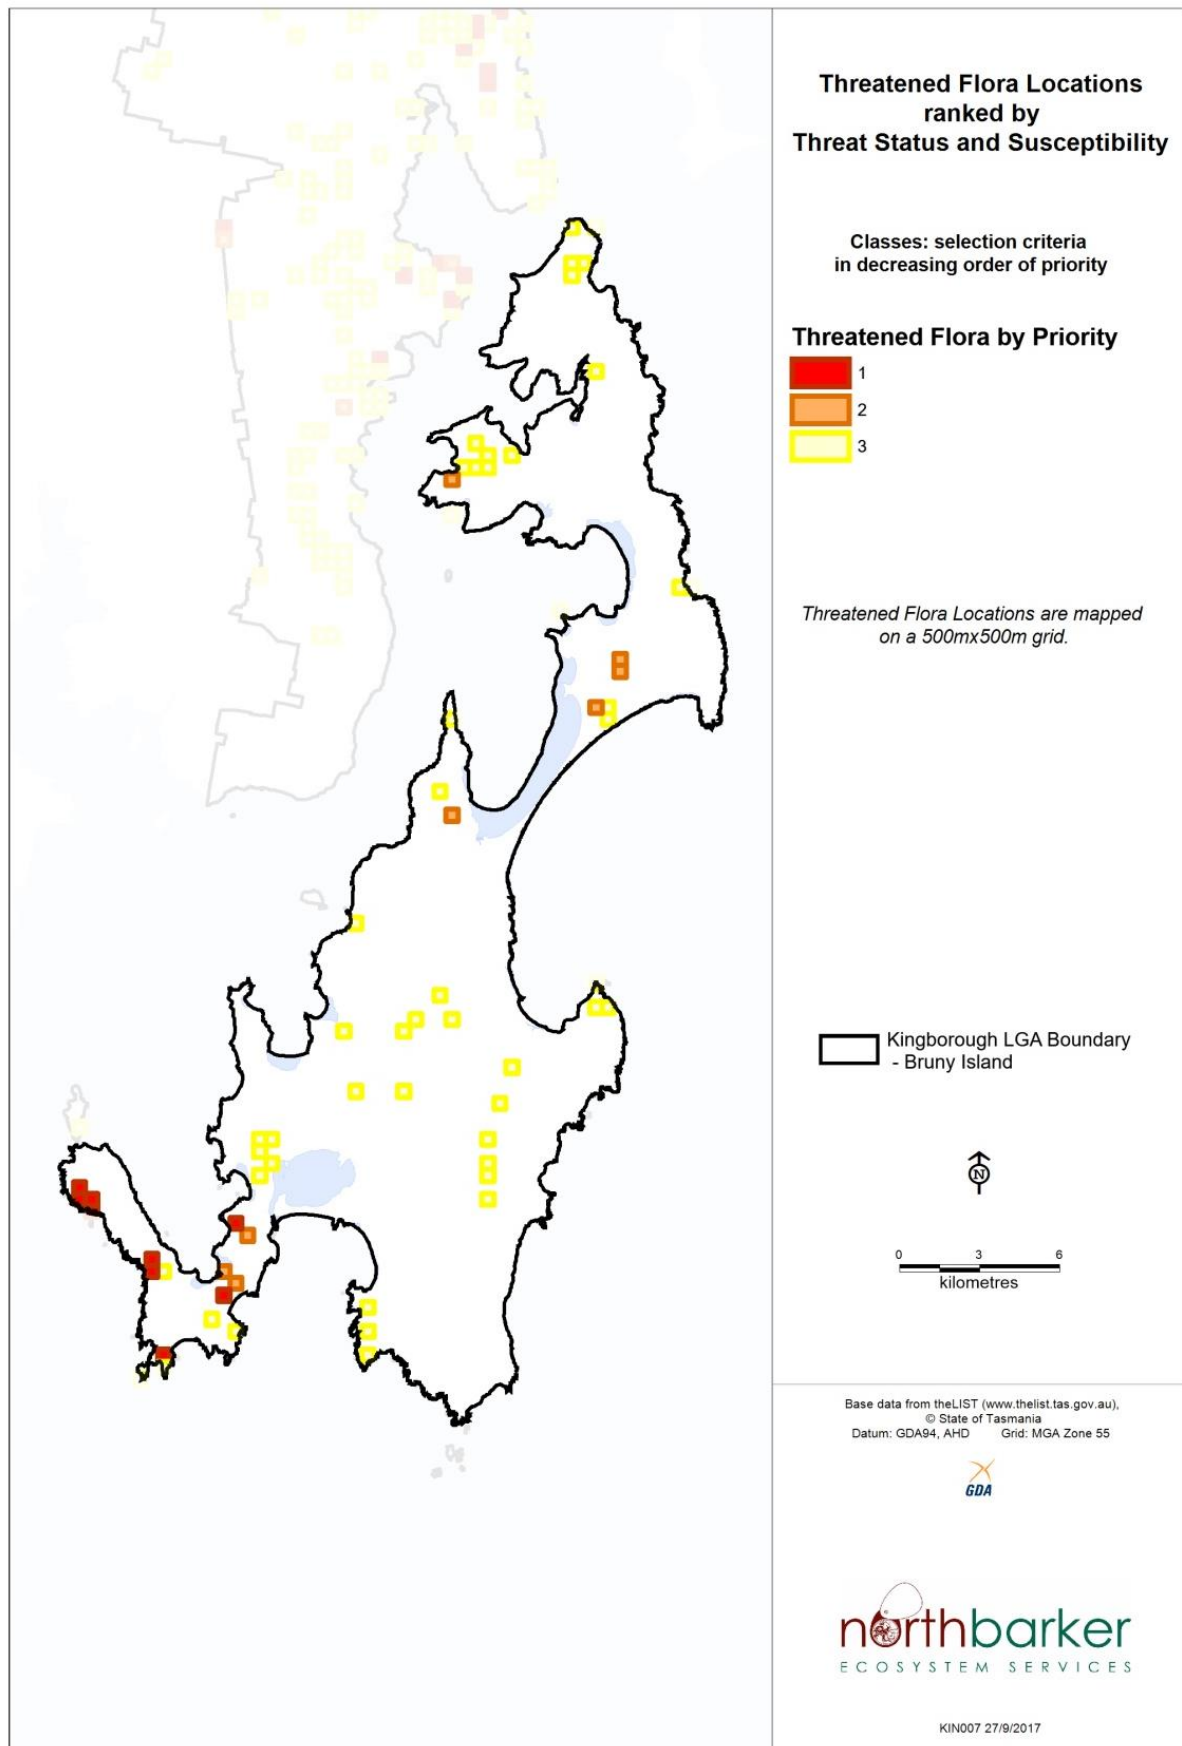 Threatened Flora Locations
ranked by
Threat Status and Susceptibility
Classes: selection criteria
in decreasing order of priority
Threatened Flora by Priority
1
2
3
Threatened Flora Locations are mapped
on a 500mx500m grid.
Kingborough LGA Boundary
- Bruny Island
N
0 3 6
kilometres
Base data from theLIST (www.thelist.tas.gov.au),
© State of Tasmania
Datum: GDA94, AHD Grid: MGA Zone 55
GDA
northbarker
ECOSYSTEM SERVICES
KIN007 27/9/2017